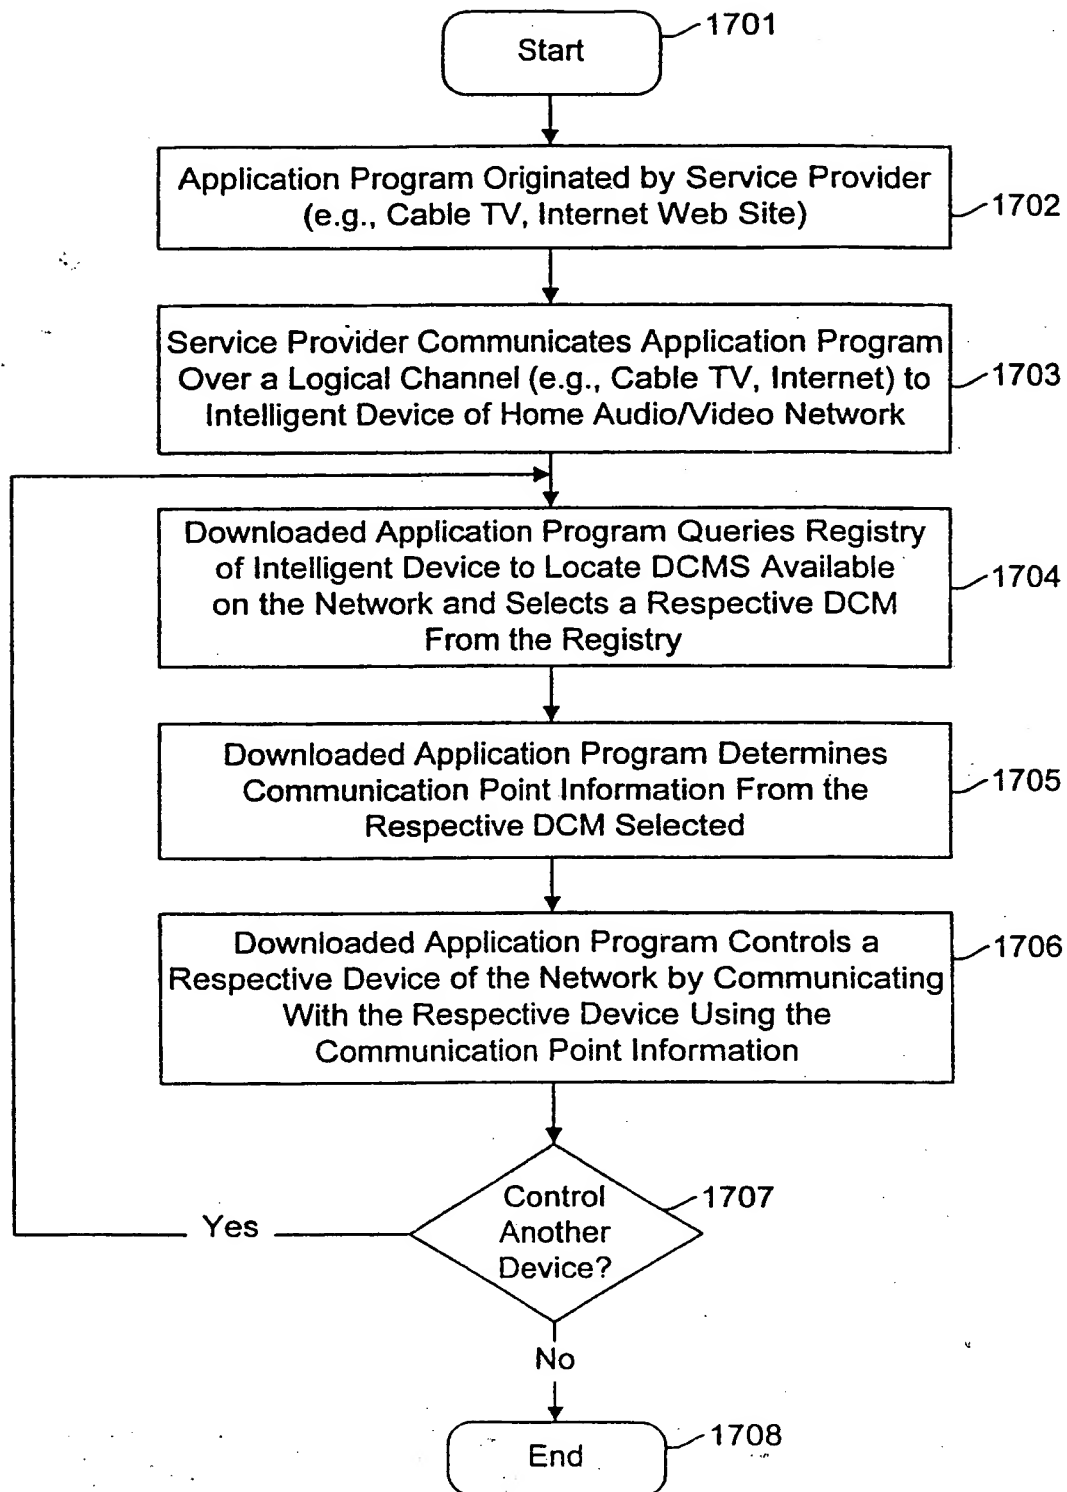 Start
1701
Application Program Originated by Service Provider
(e.g., Cable TV, Internet Web Site)
1702
Service Provider Communicates Application Program
Over a Logical Channel (e.g., Cable TV, Internet) to
Intelligent Device of Home Audio/Video Network
1703
Downloaded Application Program Queries Registry
of Intelligent Device to Locate DCMS Available
on the Network and Selects a Respective DCM
From the Registry
1704
Downloaded Application Program Determines
Communication Point Information From the
Respective DCM Selected
1705
Downloaded Application Program Controls a
Respective Device of the Network by Communicating
With the Respective Device Using the
Communication Point Information
1706
Control
Another
Device?
1707
Yes
No
End
1708